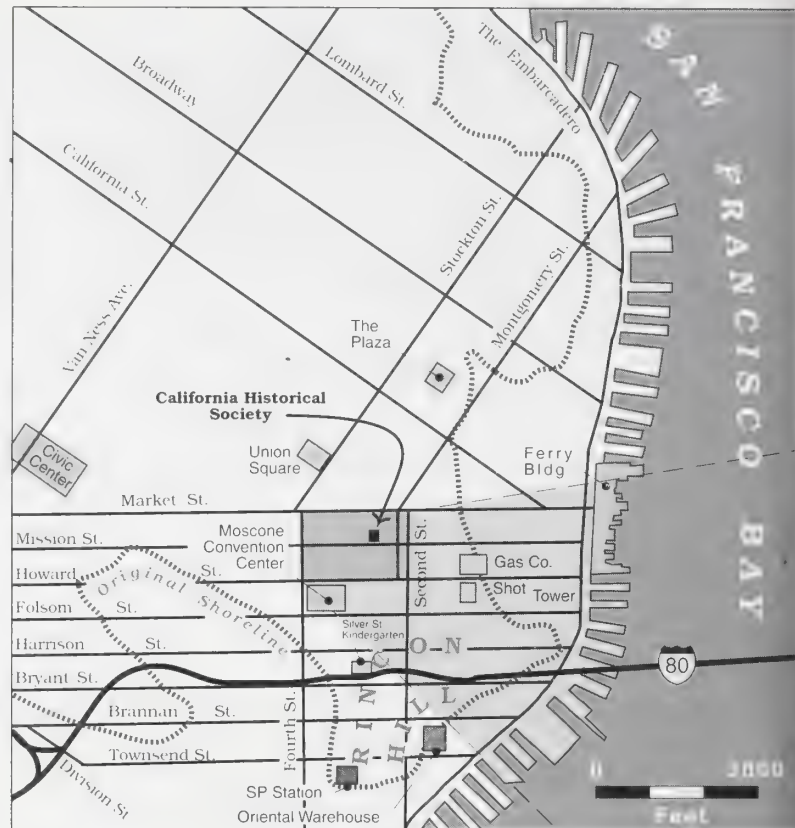 SAN FRANCISCO BAY
The Embarcadero
Lombard St.
Broadway
California St.
Stockton St.
Montgomery St.
Van Ness Ave.
The
Plaza
California Historical
Society
Civic
Center
Union
Square
Ferry
Bldg
Market St.
Mission St.
Moscone
Convention
Center
Second St.
Gas Co.
Howard St.
Shot Tower
Original Shoreline
Folsom St.
Silver St
Kindergarten
Harrison St.
RINCON
HILL
80
Bryant St.
Brannan St.
Fourth St.
Townsend St.
Division St
SP Station
Oriental Warehouse
0 3000
Feet